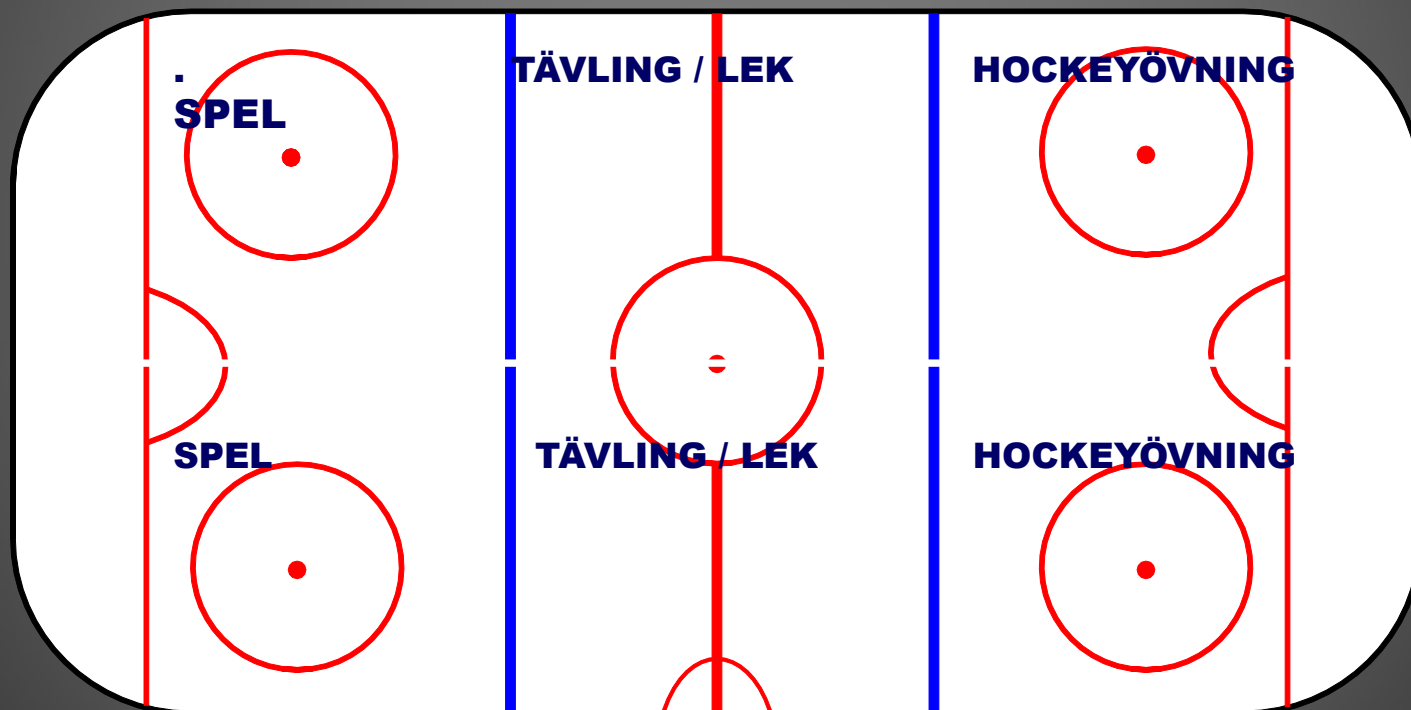 .
SPEL
TÄVLING / LEK
HOCKEYÖVNING
SPEL
TÄVLING / LEK
HOCKEYÖVNING